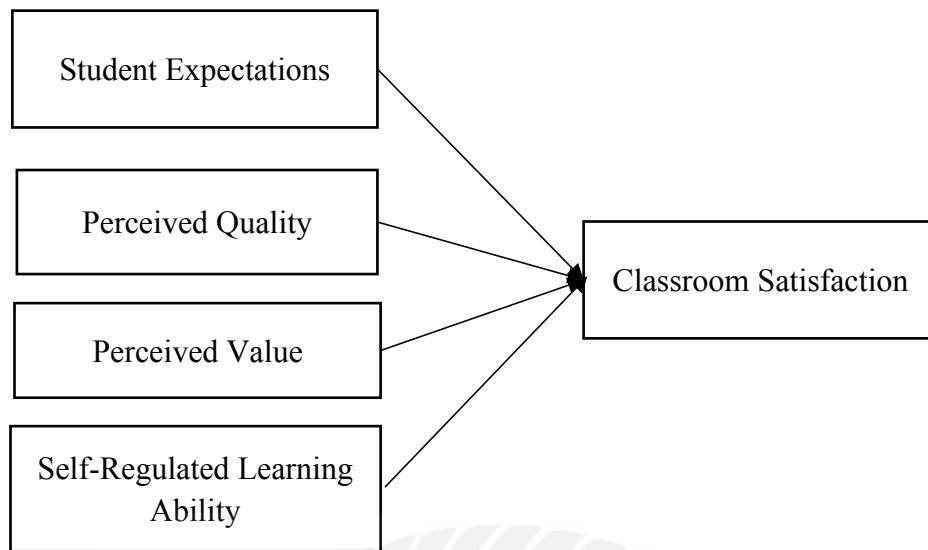 Student Expectations
Perceived Quality
Classroom Satisfaction
Perceived Value
Self-Regulated Learning
Ability